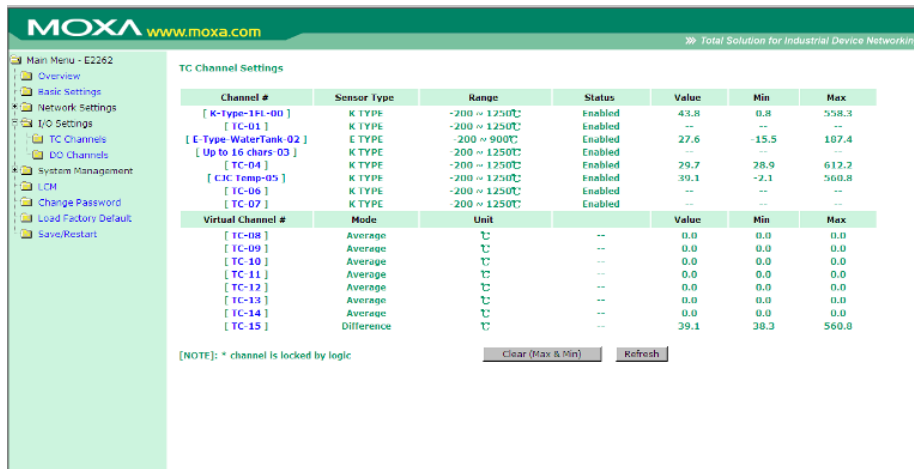 MOXA www.moxa.com
Total Solution for Industrial Device Networkin
Main Menu - E2262
Overview
Basic Settings
Network Settings
I/O Settings
TC Channels
DO Channels
System Management
LCM
Change Password
Load Factory Default
Save/Restart
TC Channel Settings
Channel # Sensor Type Range Status Value Min Max
[ K-Type-1FL-00 ] K TYPE -200 ~ 1250℃ Enabled 43.8 0.8 558.3
[ TC-01 ] K TYPE -200 ~ 1250℃ Enabled -- -- --
[ E-Type-WaterTank-02 ] E TYPE -200 ~ 900℃ Enabled 27.6 -15.5 187.4
[ Up to 16 chars-03 ] K TYPE -200 ~ 1250℃ Enabled -- -- --
[ TC-04 ] K TYPE -200 ~ 1250℃ Enabled 29.7 28.9 612.2
[ CJC Temp-05 ] K TYPE -200 ~ 1250℃ Enabled 39.1 -2.1 560.8
[ TC-06 ] K TYPE -200 ~ 1250℃ Enabled -- -- --
[ TC-07 ] K TYPE -200 ~ 1250℃ Enabled -- -- --
Virtual Channel # Mode Unit Value Min Max
[ TC-08 ] Average ℃ -- 0.0 0.0 0.0
[ TC-09 ] Average ℃ -- 0.0 0.0 0.0
[ TC-10 ] Average ℃ -- 0.0 0.0 0.0
[ TC-11 ] Average ℃ -- 0.0 0.0 0.0
[ TC-12 ] Average ℃ -- 0.0 0.0 0.0
[ TC-13 ] Average ℃ -- 0.0 0.0 0.0
[ TC-14 ] Average ℃ -- 0.0 0.0 0.0
[ TC-15 ] Difference ℃ -- 39.1 38.3 560.8
[NOTE]: * channel is locked by logic
Clear (Max & Min) Refresh